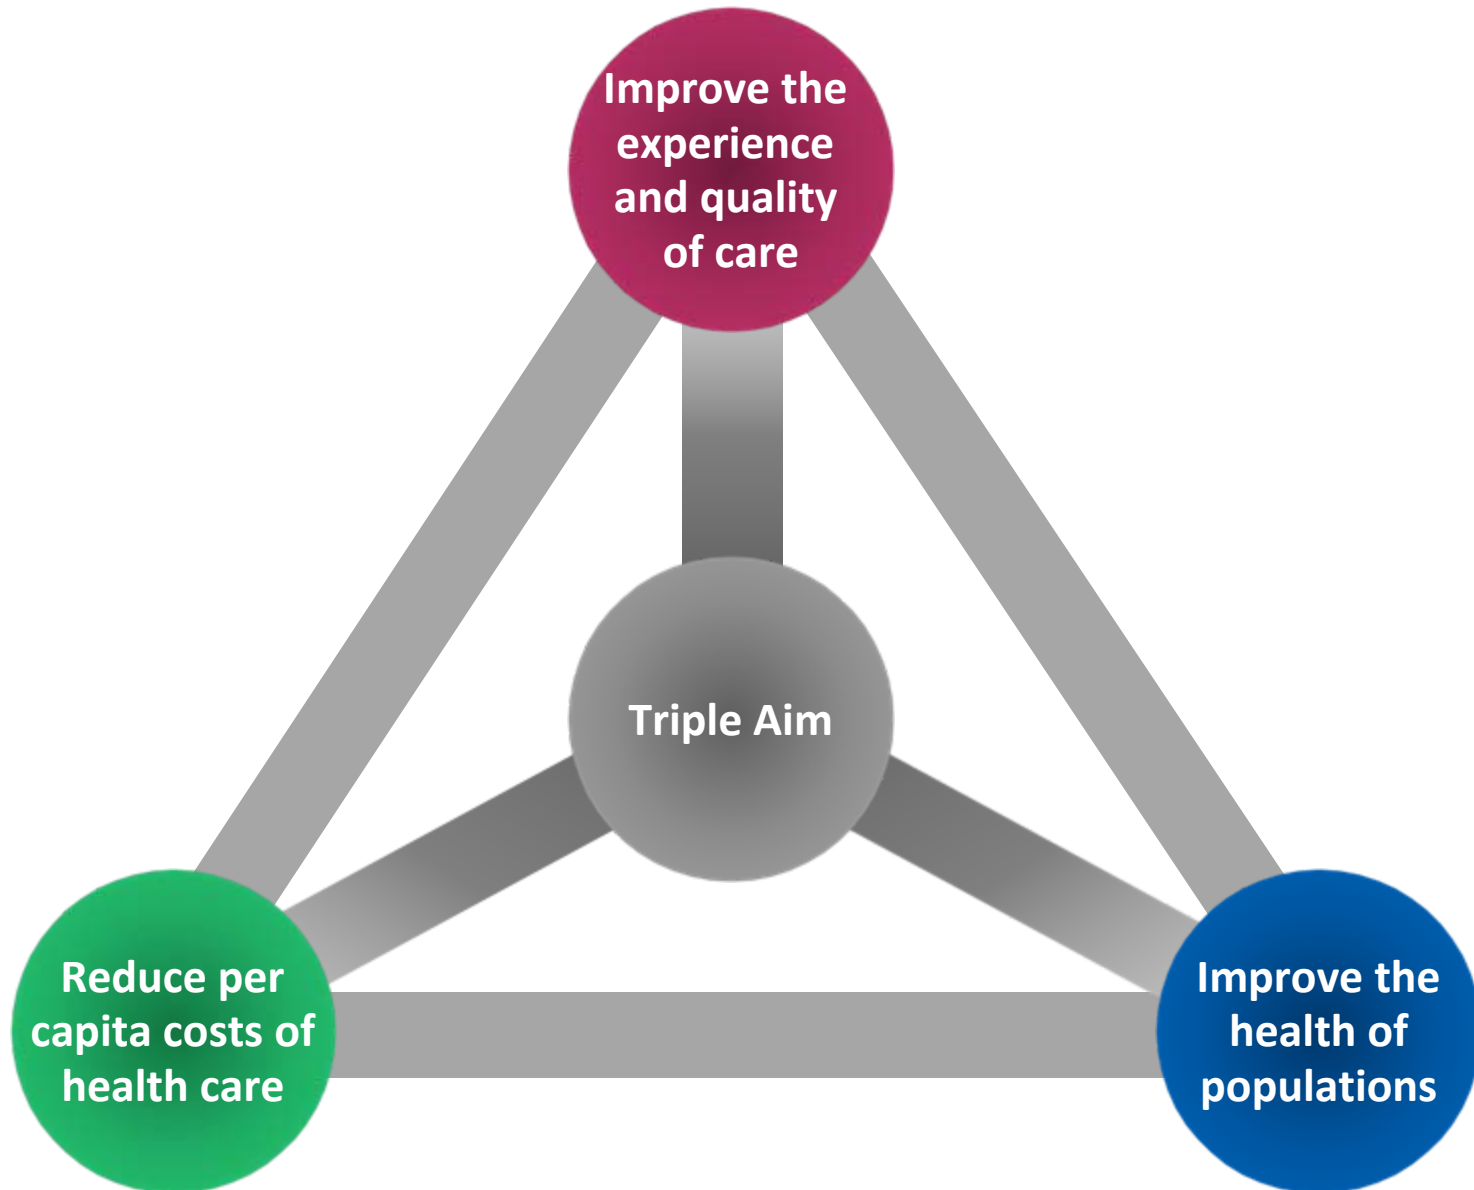 Improve the
experience
and quality
of care
Triple Aim
Reduce per
capita costs of
health care
Improve the
health of
populations